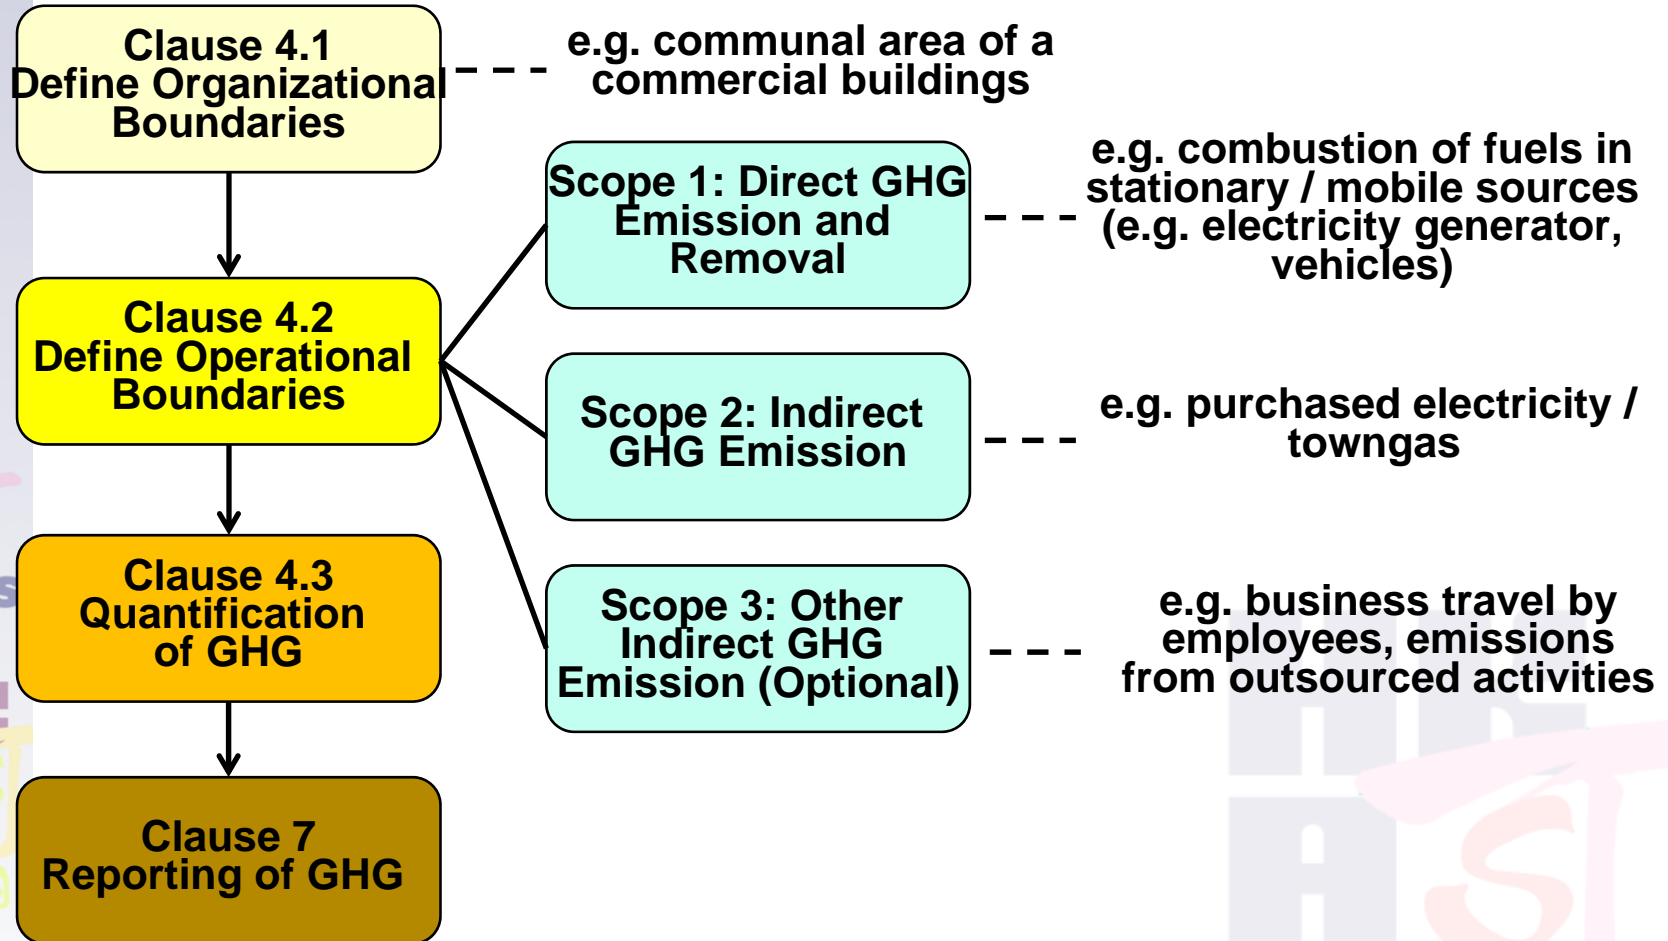 Clause 4.1
Define Organizational
Boundaries
e.g. communal area of a
commercial buildings
Scope 1: Direct GHG
Emission and
Removal
e.g. combustion of fuels in
stationary / mobile sources
(e.g. electricity generator,
vehicles)
Clause 4.2
Define Operational
Boundaries
Scope 2: Indirect
GHG Emission
e.g. purchased electricity /
towngas
Clause 4.3
Quantification
of GHG
Scope 3: Other
Indirect GHG
Emission (Optional)
e.g. business travel by
employees, emissions
from outsourced activities
Clause 7
Reporting of GHG